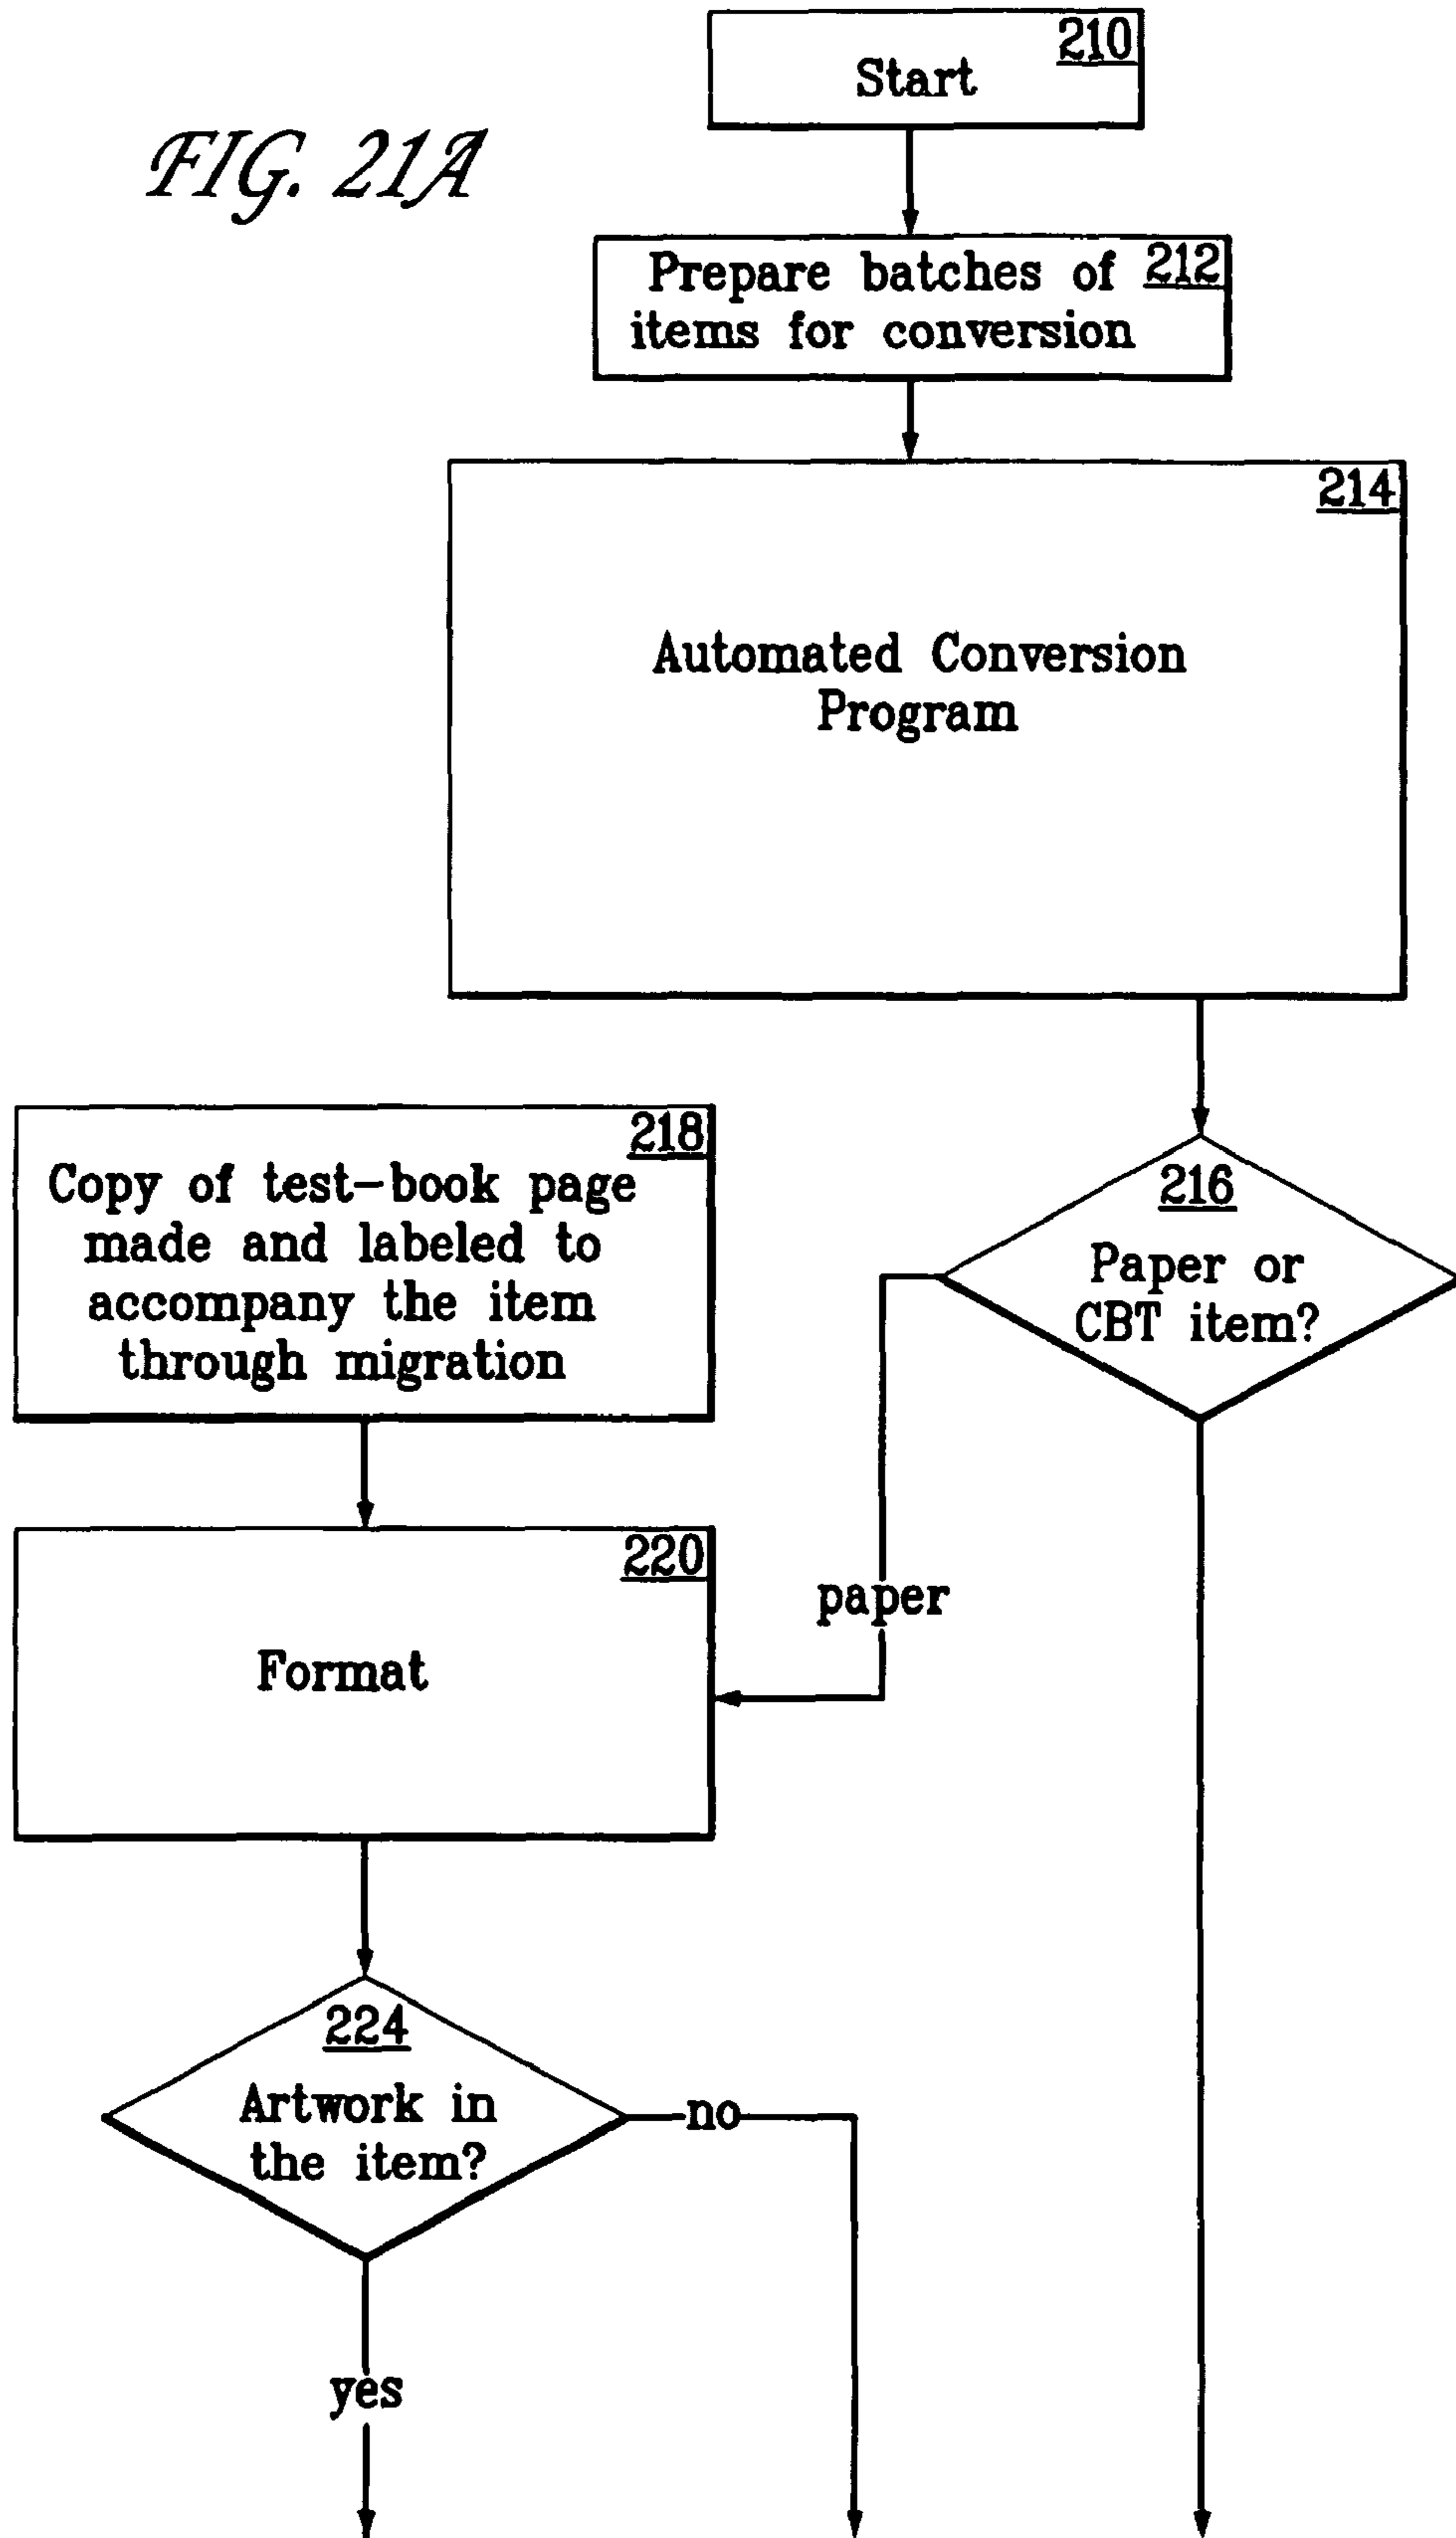 FIG. 21A
210
Start
212
Prepare batches of
items for conversion
214
Automated Conversion
Program
218
Copy of test-book page
made and labeled to
accompany the item
through migration
216
Paper or
CBT item?
220
Format
paper
224
Artwork in
the item?
no
yes